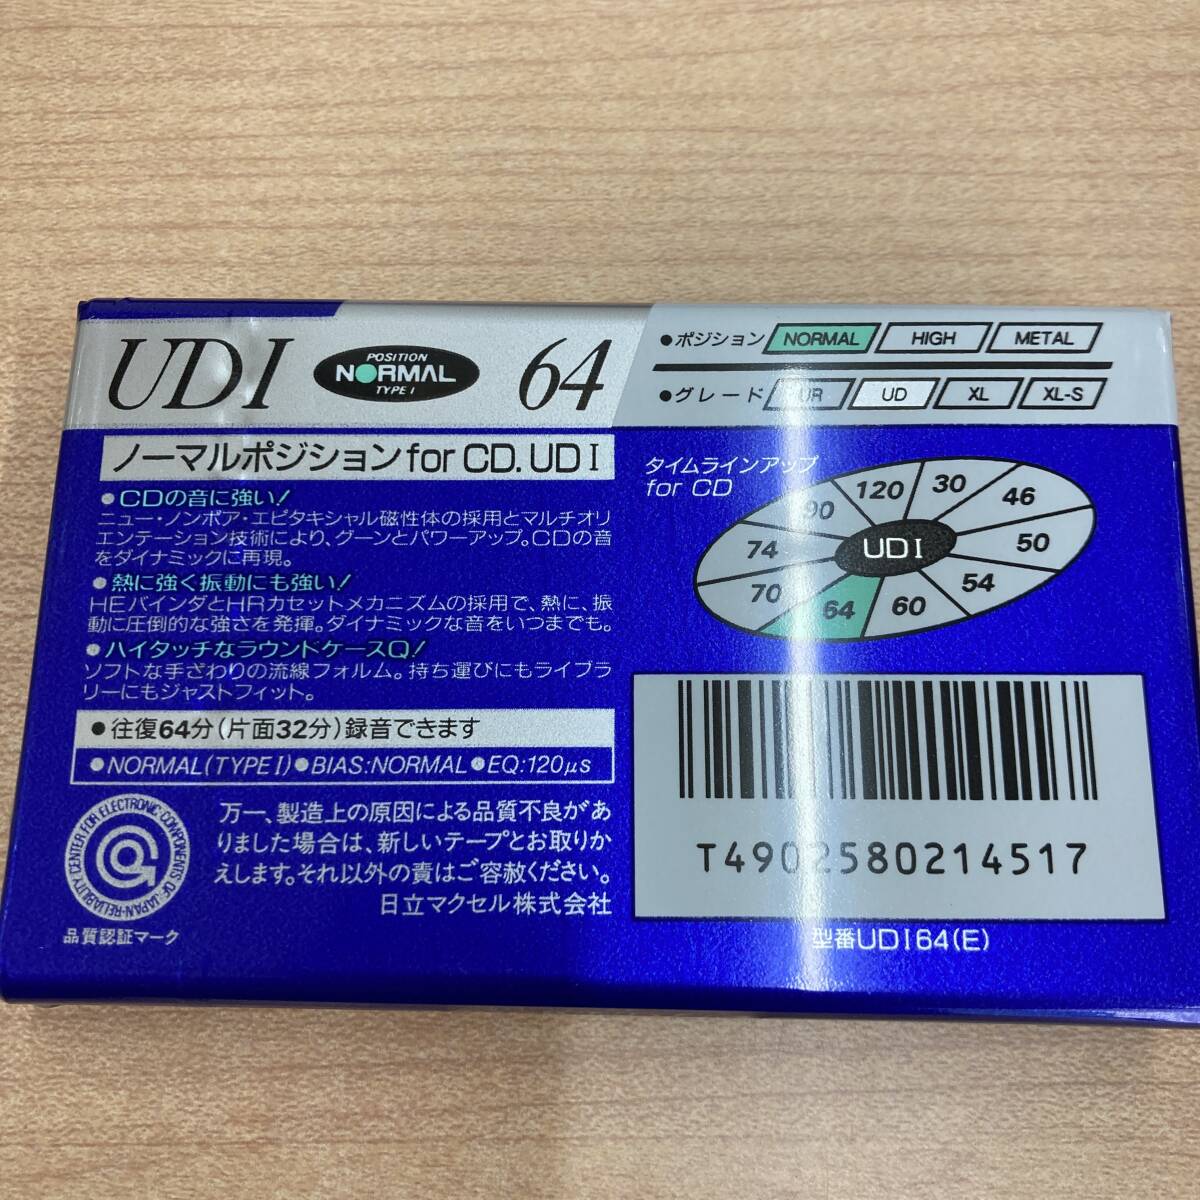 UDI
POSITION
NORMAL
TYPE I
64
●ポジション NORMAL HIGH METAL
●グレード UR UD XL XL-S
ノーマルポジションfor CD. UDI
●CDの音に強い!
ニュー・ノンポア・エピタキシャル磁性体の採用とマルチオリ
エンテーション技術により、グーンとパワーアップ。CDの音
をダイナミックに再現。
●熱に強く振動にも強い!
HEバインダとHRカセットメカニズムの採用で、熱に、振
動に圧倒的な強さを発揮。ダイナミックな音をいつまでも。
●ハイタッチなラウンドケースQ!
ソフトな手ざわりの流線フォルム。持ち運びにもライブラ
リーにもジャストフィット。
●往復64分(片面32分)録音できます
●NORMAL(TYPE I)●BIAS:NORMAL●EQ:120μs
RELIABILITY CENTER FOR ELECTRONIC COMPONENTS OF JAPAN
品質認証マーク
万一、製造上の原因による品質不良があ
りました場合は、新しいテープとお取りか
えします。それ以外の責はご容赦ください。
日立マクセル株式会社
タイムラインアップ
for CD
UDI
30
46
50
54
60
64
70
74
90
120
T4902580214517
型番UDI64(E)